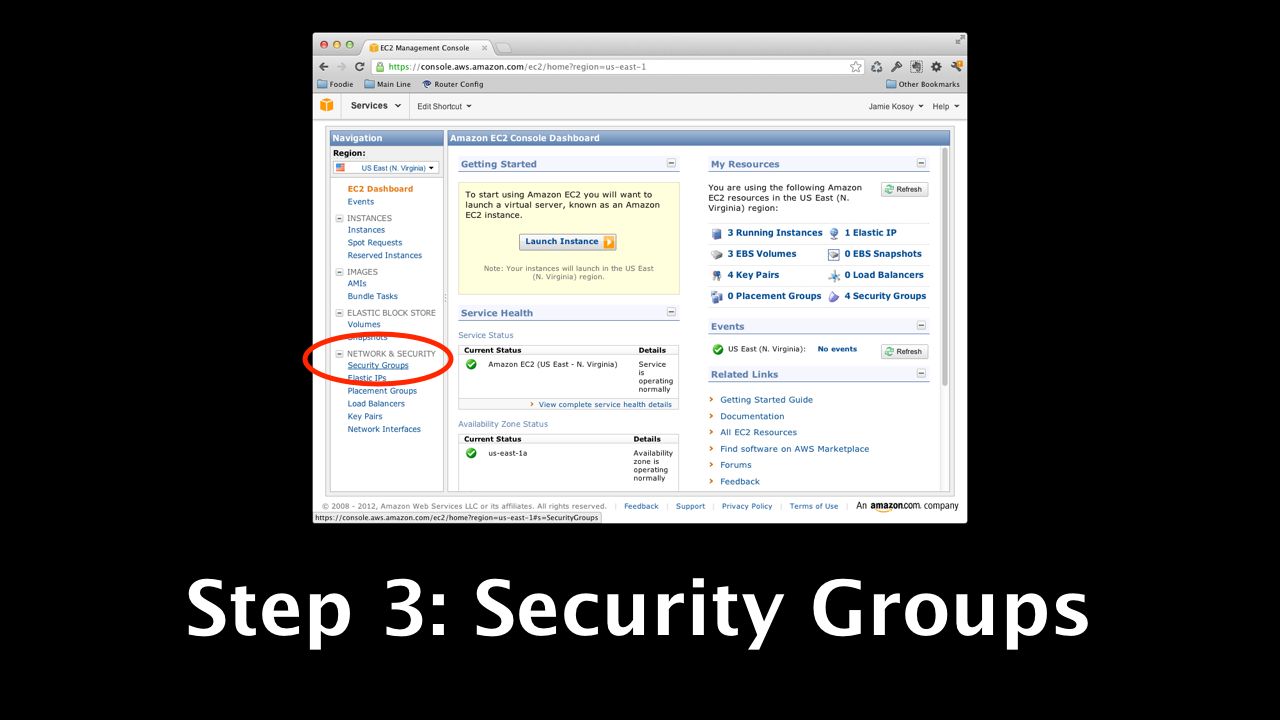 EC2 Management Console
https://console.aws.amazon.com/ec2/home?region=us-east-1
Foodie Main Line Router Config Other Bookmarks
Services Edit Shortcut Jamie Kosoy Help
Navigation
Region:
US East (N. Virginia)
EC2 Dashboard
Events
INSTANCES
Instances
Spot Requests
Reserved Instances
IMAGES
AMIs
Bundle Tasks
ELASTIC BLOCK STORE
Volumes
Snapshots
NETWORK & SECURITY
Security Groups
Elastic IPs
Placement Groups
Load Balancers
Key Pairs
Network Interfaces
Amazon EC2 Console Dashboard
Getting Started
To start using Amazon EC2 you will want to
launch a virtual server, known as an Amazon
EC2 instance.
Launch Instance
Note: Your instances will launch in the US East
(N. Virginia) region.
Service Health
Service Status
Current Status Details
Amazon EC2 (US East - N. Virginia) Service
is
operating
normally
View complete service health details
Availability Zone Status
Current Status Details
us-east-1a Availability
zone is
operating
normally
My Resources
You are using the following Amazon
EC2 resources in the US East (N.
Virginia) region:
Refresh
3 Running Instances 1 Elastic IP
3 EBS Volumes 0 EBS Snapshots
4 Key Pairs 0 Load Balancers
0 Placement Groups 4 Security Groups
Events
US East (N. Virginia): No events Refresh
Related Links
Getting Started Guide
Documentation
All EC2 Resources
Find software on AWS Marketplace
Forums
Feedback
© 2008 - 2012, Amazon Web Services LLC or its affiliates. All rights reserved. Feedback Support Privacy Policy Terms of Use An amazon.com company
https://console.aws.amazon.com/ec2/home?region=us-east-1#s=SecurityGroups
Step 3: Security Groups